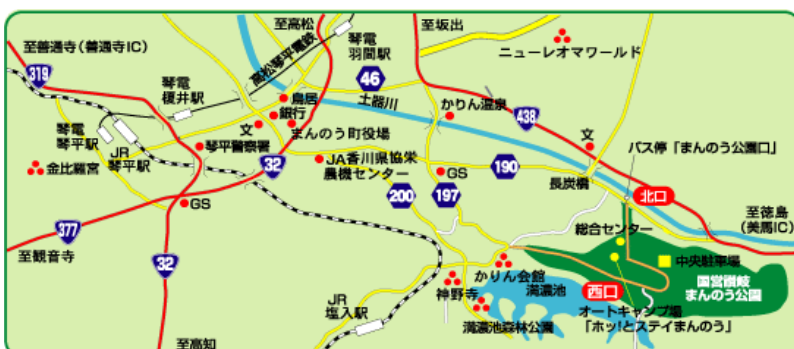 至善通寺(善通寺IC)
至高松
琴電
羽間駅
至坂出
ニューレオマワールド
319
高松琴平電鉄
46
琴電
榎井駅
鳥居
銀行
土器川
かりん温泉
438
文
まんのう町役場
文
琴電
琴平駅
JR
琴平駅
琴平警察署
バス停「まんのう公園口」
金比羅宮
32
JA香川県協栄
農機センター
GS
190
長炭橋
北口
200
197
GS
至徳島
(美馬IC)
377
総合センター
至観音寺
32
中央駐車場
かりん会館
国営讃岐
まんのう公園
神野寺
満濃池
西口
JR
塩入駅
オートキャンプ場
「ホッ!とステイまんのう」
満濃池森林公園
至高知